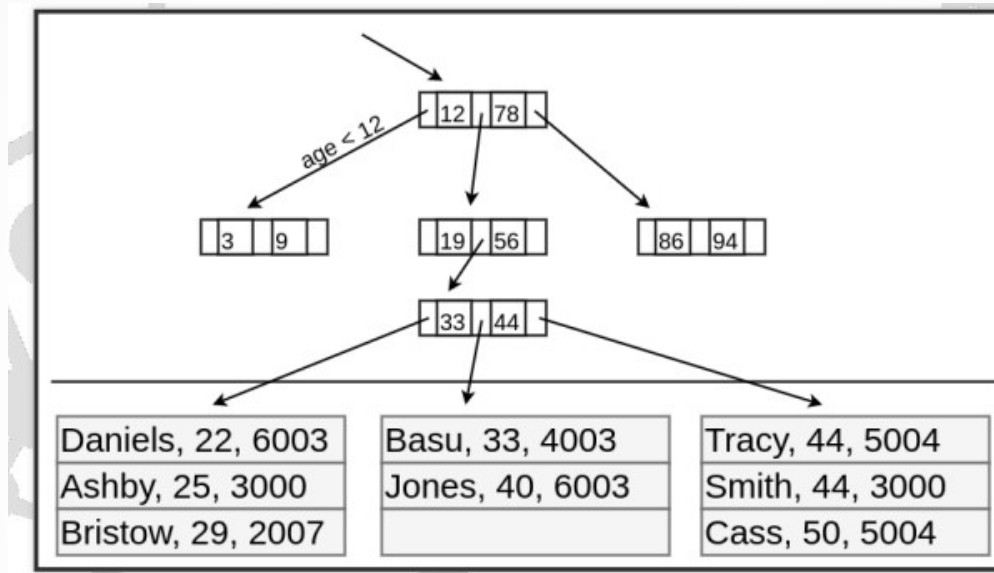 12 78
age < 12
3 9
19 56
86 94
33 44
Daniels, 22, 6003
Ashby, 25, 3000
Bristow, 29, 2007
Basu, 33, 4003
Jones, 40, 6003
Tracy, 44, 5004
Smith, 44, 3000
Cass, 50, 5004